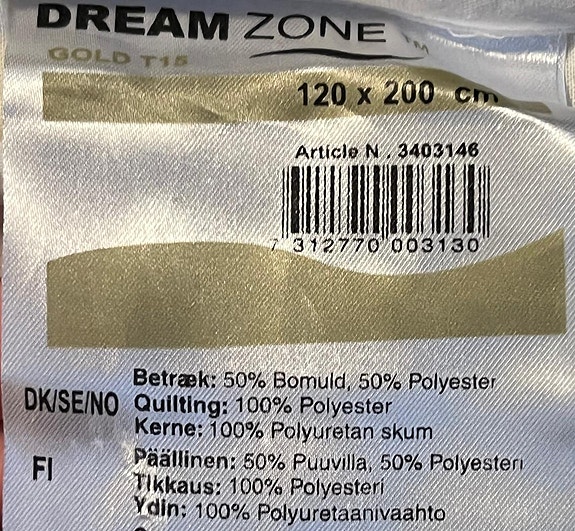 DREAM ZONE™
GOLD T15
120 x 200 cm
Article N . 3403146
7 312770 003130
DK/SE/NO
Betræk: 50% Bomuld, 50% Polyester
Quilting: 100% Polyester
Kerne: 100% Polyuretan skum
FI
Päällinen: 50% Puuvilla, 50% Polyesteri
Tikkaus: 100% Polyesteri
Ydin: 100% Polyuretaanivaahto